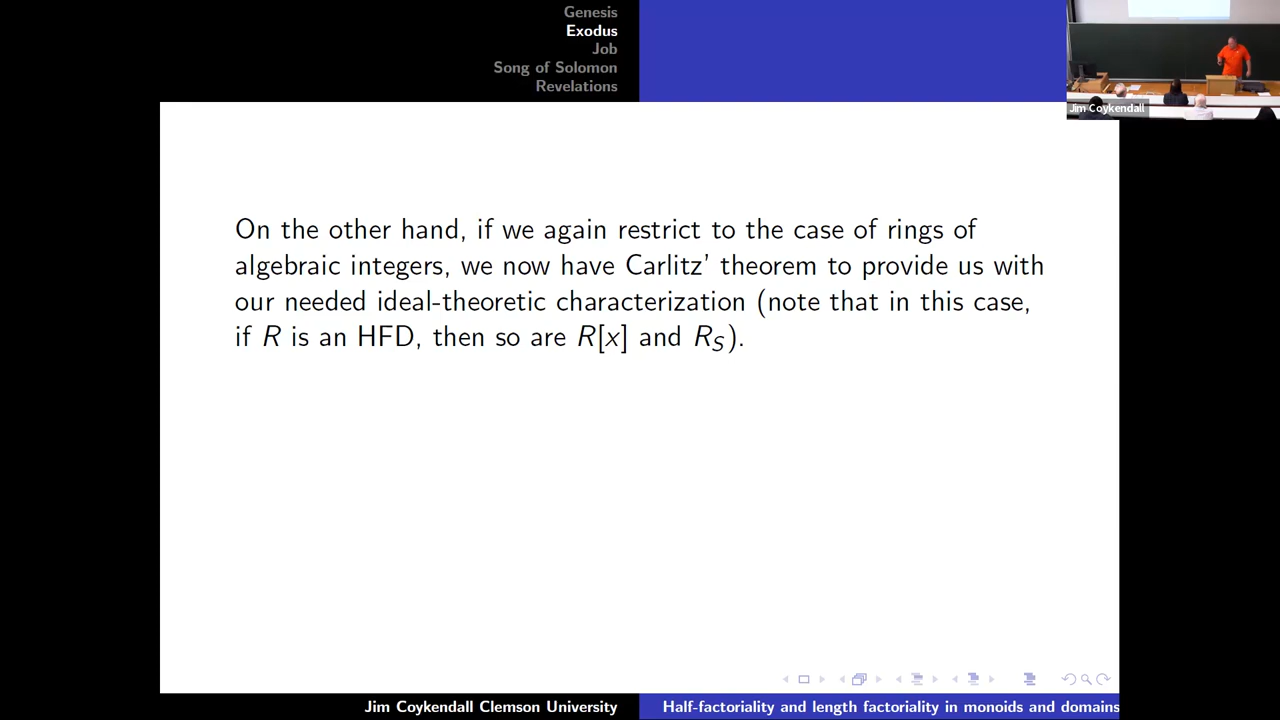 Genesis
Exodus
Job
Song of Solomon
Revelations
Jim Coykendall
On the other hand, if we again restrict to the case of rings of
algebraic integers, we now have Carlitz' theorem to provide us with
our needed ideal-theoretic characterization (note that in this case,
if R is an HFD, then so are R[x] and R_S).
Jim Coykendall Clemson University
Half-factoriality and length factoriality in monoids and domains